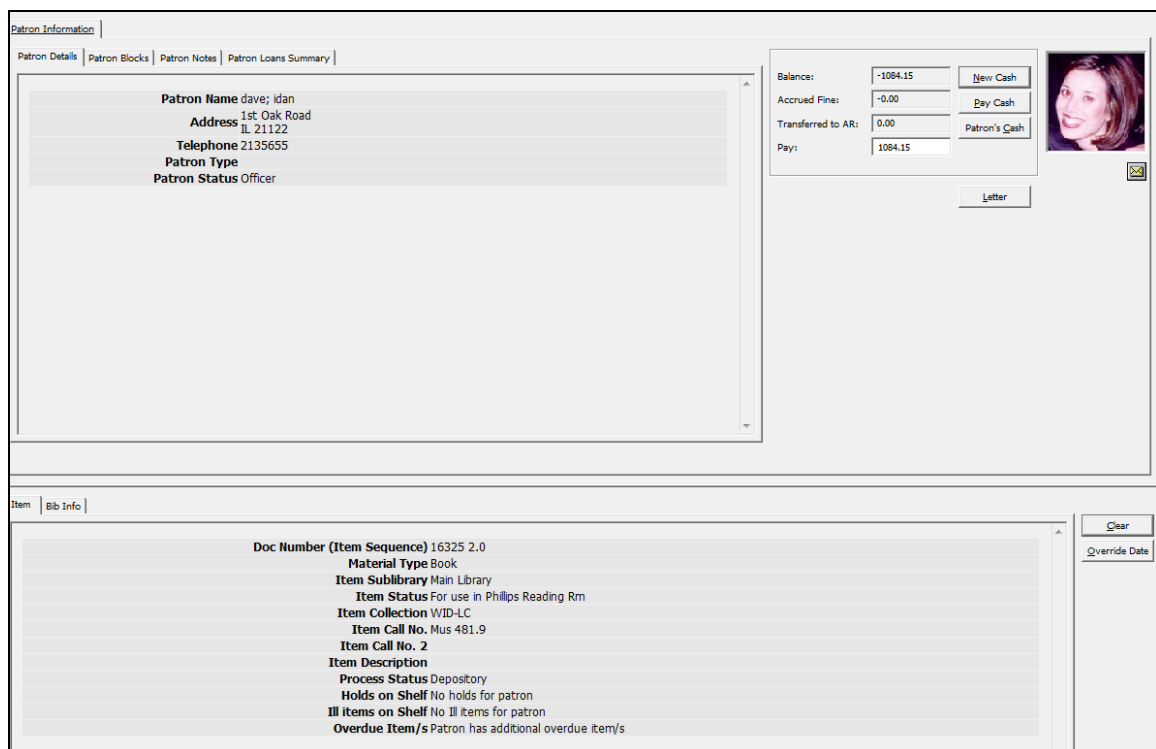 Patron Information
Patron Details Patron Blocks Patron Notes Patron Loans Summary
Patron Name dave; idan
Address 1st Oak Road
IL 21122
Telephone 2135655
Patron Type
Patron Status Officer
Balance: -1084.15 New Cash
Accrued Fine: -0.00 Pay Cash
Transferred to AR: 0.00 Patron's Cash
Pay: 1084.15
Letter
Item Bib Info
Clear
Override Date
Doc Number (Item Sequence) 16325 2.0
Material Type Book
Item Sublibrary Main Library
Item Status For use in Phillips Reading Rm
Item Collection WID-LC
Item Call No. Mus 481.9
Item Call No. 2
Item Description
Process Status Depository
Holds on Shelf No holds for patron
Ill items on Shelf No Ill items for patron
Overdue Item/s Patron has additional overdue item/s